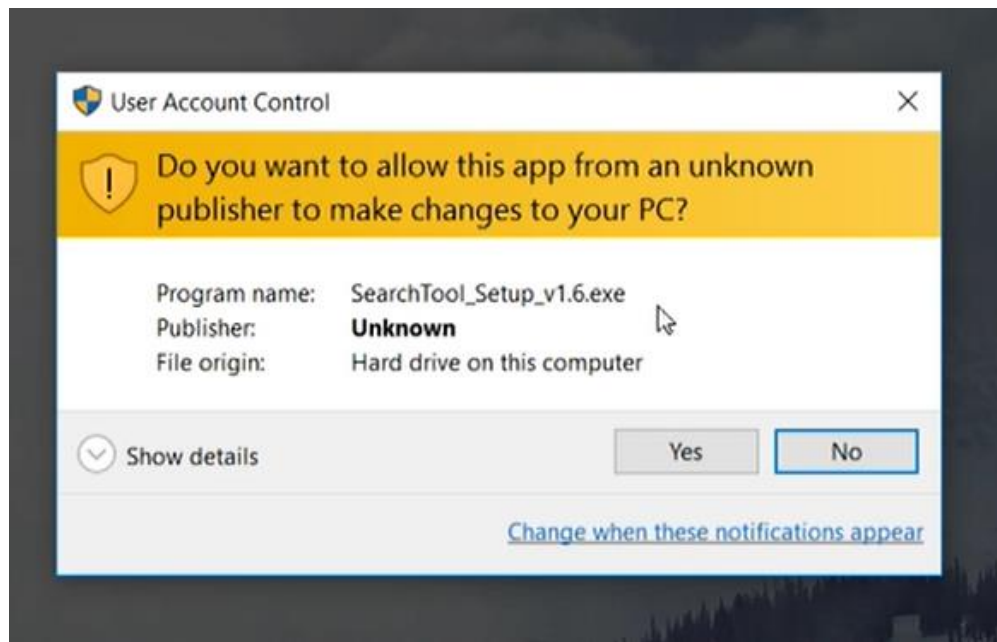 User Account Control
Do you want to allow this app from an unknown
publisher to make changes to your PC?
Program name: SearchTool_Setup_v1.6.exe
Publisher: Unknown
File origin: Hard drive on this computer
Show details
Yes No
Change when these notifications appear